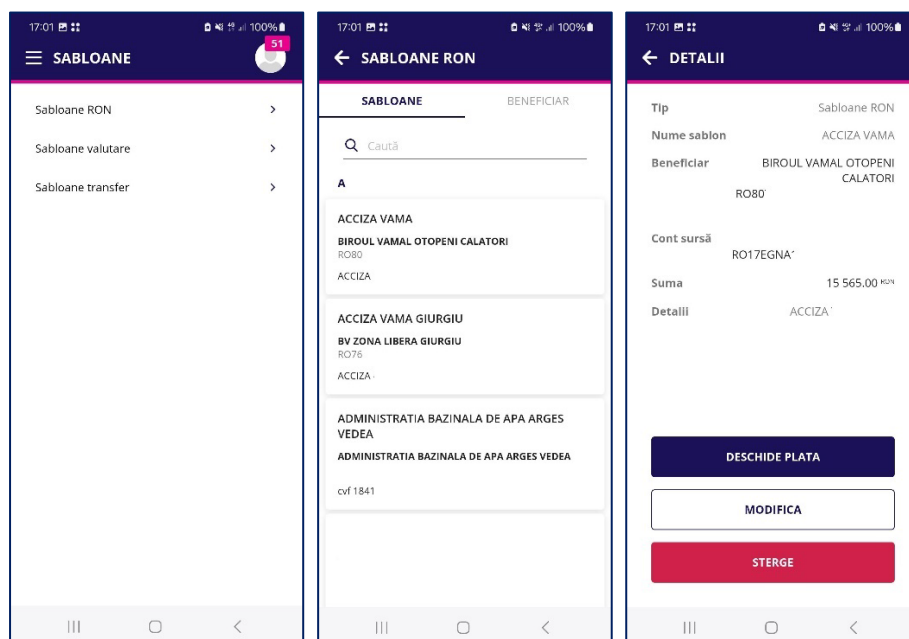 17:01
100%
SABLOANE
51
Sabloane RON
Sabloane valutare
Sabloane transfer
17:01
100%
SABLOANE RON
SABLOANE
BENEFICIAR
Caută
A
ACCIZA VAMA
BIROUL VAMAL OTOPENI CALATORI
RO80
ACCIZA
ACCIZA VAMA GIURGIU
BV ZONA LIBERA GIURGIU
RO76
ACCIZA
ADMINISTRATIA BAZINALA DE APA ARGES
VEDEA
ADMINISTRATIA BAZINALA DE APA ARGES VEDEA
cvf 1841
17:01
100%
DETALII
Tip Sabloane RON
Nume sablon ACCIZA VAMA
Beneficiar BIROUL VAMAL OTOPENI
CALATORI
RO80
Cont sursă
RO17EGNA
Suma 15 565.00 RON
Detalii ACCIZA
DESCHIDE PLATA
MODIFICA
STERGE